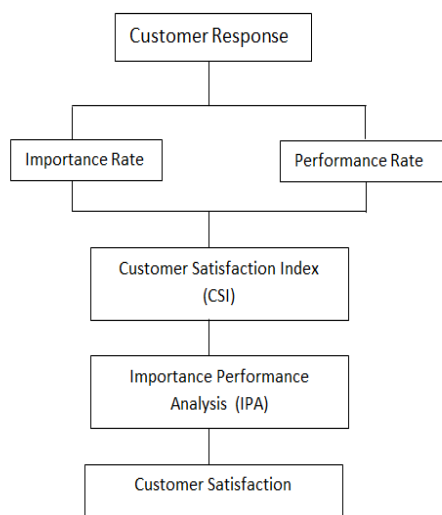 Customer Response
Importance Rate
Performance Rate
Customer Satisfaction Index
(CSI)
Importance Performance
Analysis (IPA)
Customer Satisfaction